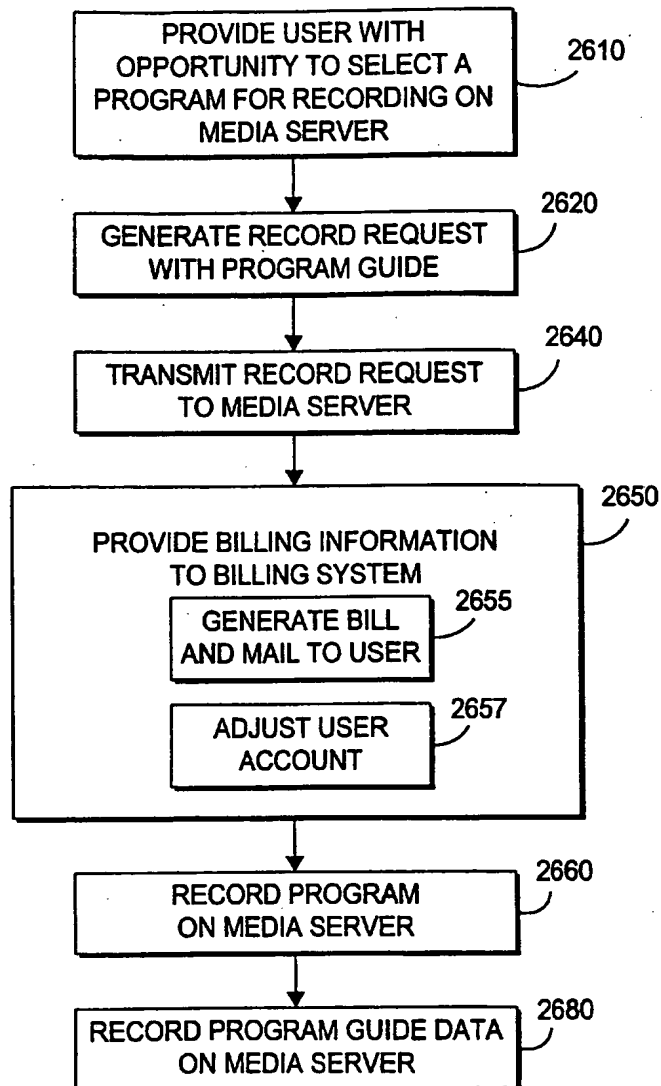 PROVIDE USER WITH
OPPORTUNITY TO SELECT A
PROGRAM FOR RECORDING ON
MEDIA SERVER
2610
GENERATE RECORD REQUEST
WITH PROGRAM GUIDE
2620
TRANSMIT RECORD REQUEST
TO MEDIA SERVER
2640
PROVIDE BILLING INFORMATION
TO BILLING SYSTEM
2650
GENERATE BILL
AND MAIL TO USER
2655
ADJUST USER
ACCOUNT
2657
RECORD PROGRAM
ON MEDIA SERVER
2660
RECORD PROGRAM GUIDE DATA
ON MEDIA SERVER
2680